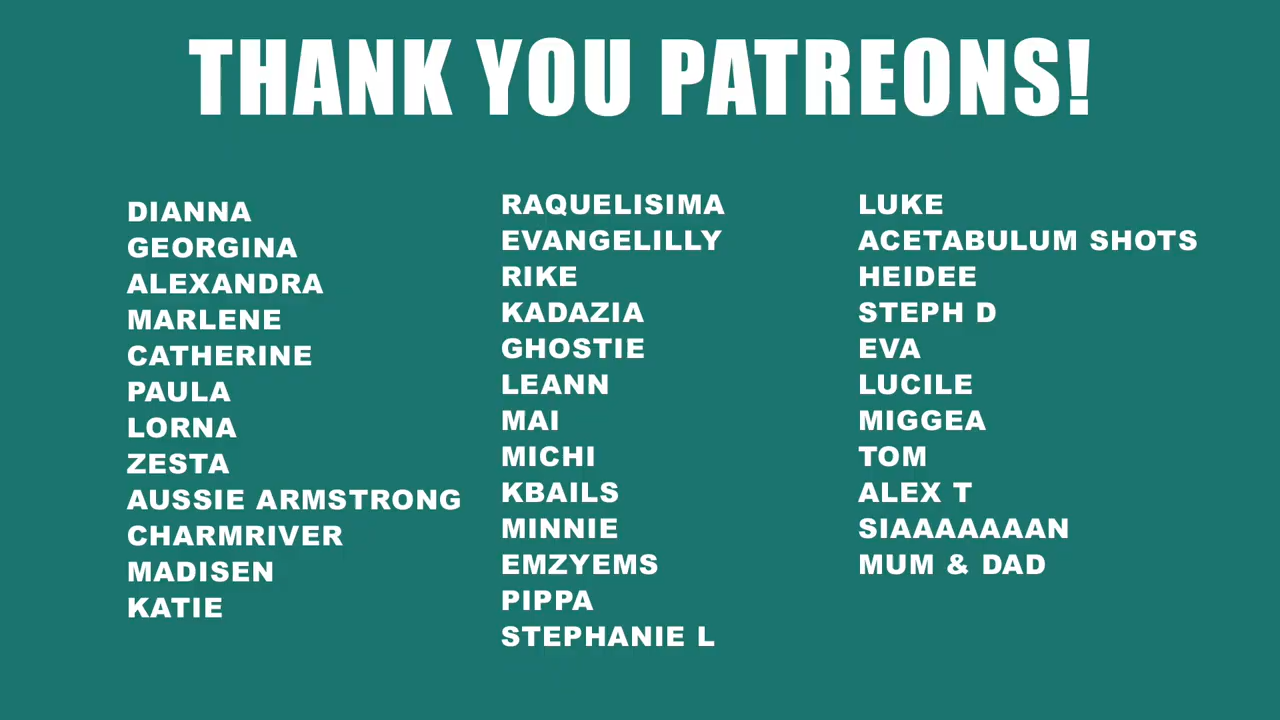 THANK YOU PATREONS!
DIANNA
GEORGINA
ALEXANDRA
MARLENE
CATHERINE
PAULA
LORNA
ZESTA
AUSSIE ARMSTRONG
CHARMRIVER
MADISEN
KATIE
RAQUELISIMA
EVANGELILLY
RIKE
KADAZIA
GHOSTIE
LEANN
MAI
MICHI
KBAILS
MINNIE
EMZYEMS
PIPPA
STEPHANIE L
LUKE
ACETABULUM SHOTS
HEIDEE
STEPH D
EVA
LUCILE
MIGGEA
TOM
ALEX T
SIAAAAAAAN
MUM & DAD